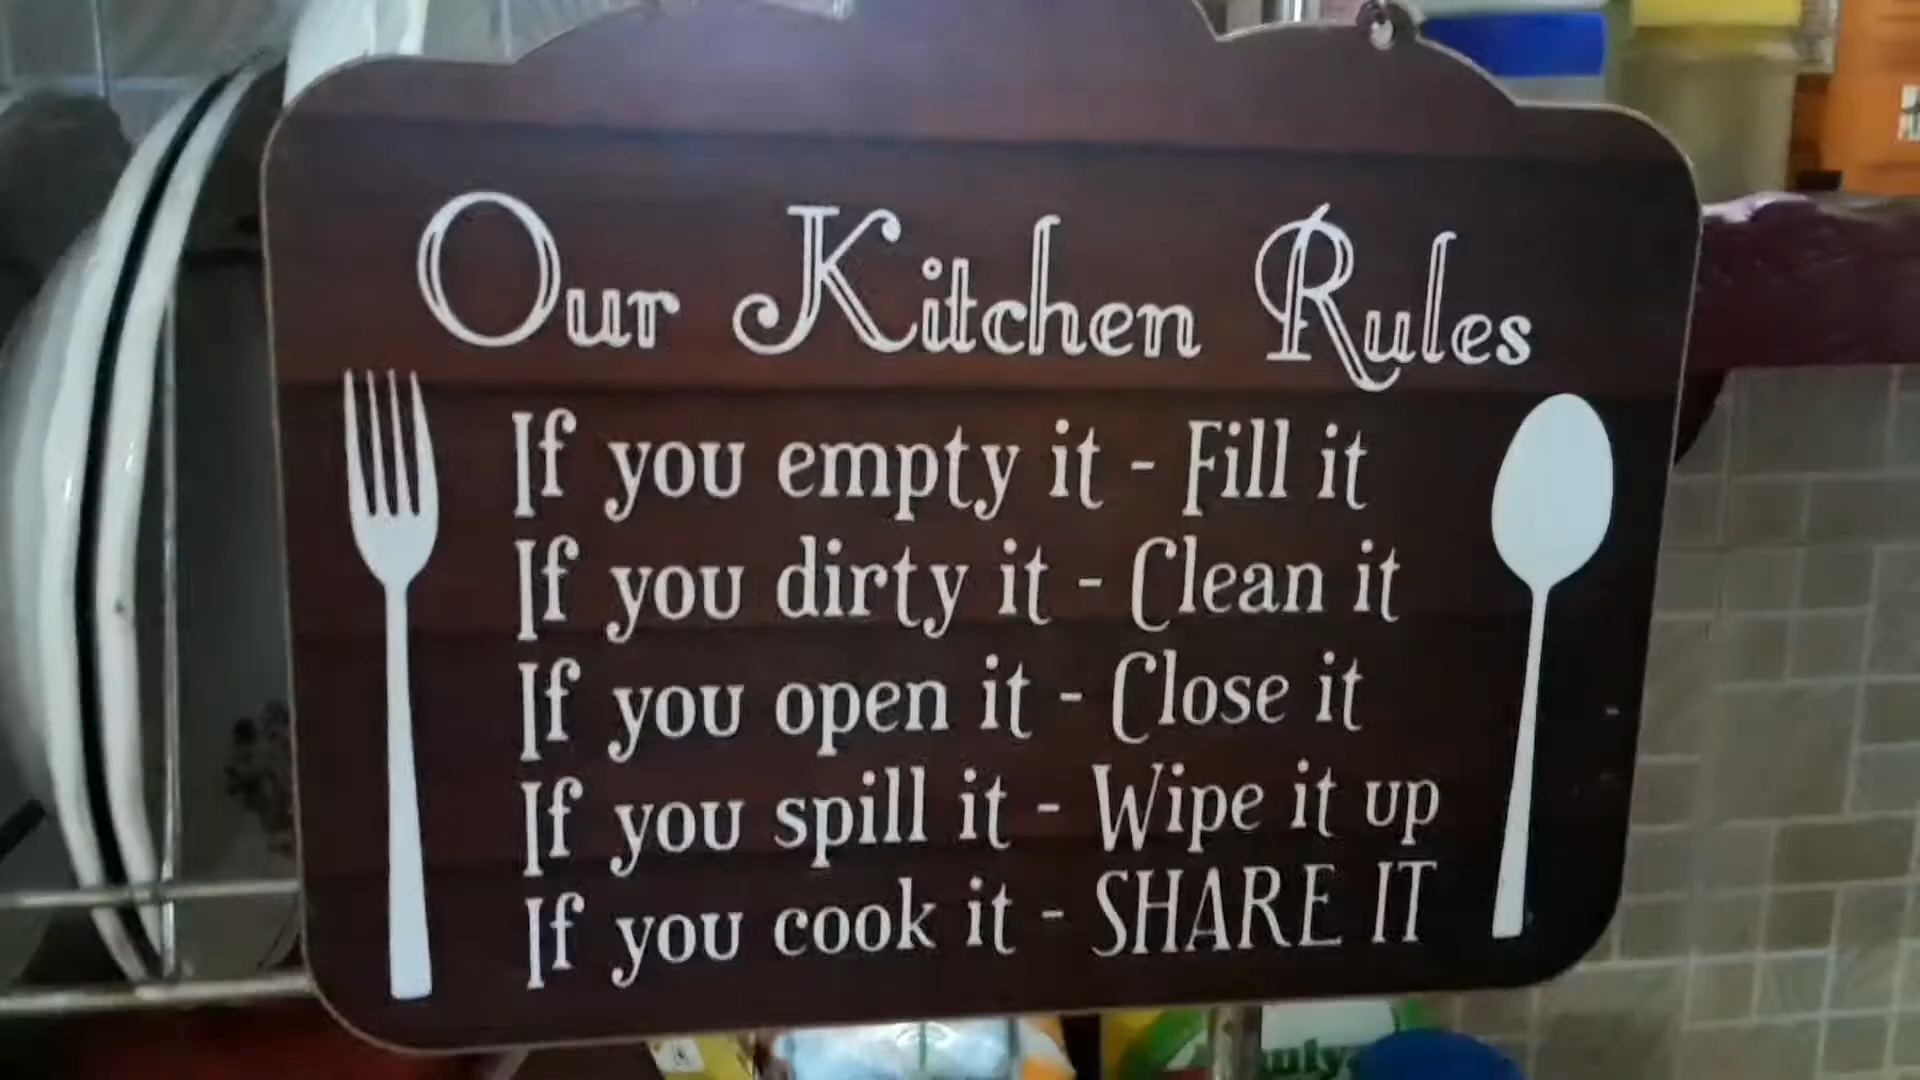 Our Kitchen Rules
If you empty it - Fill it
If you dirty it - Clean it
If you open it - Close it
If you spill it - Wipe it up
If you cook it - SHARE IT